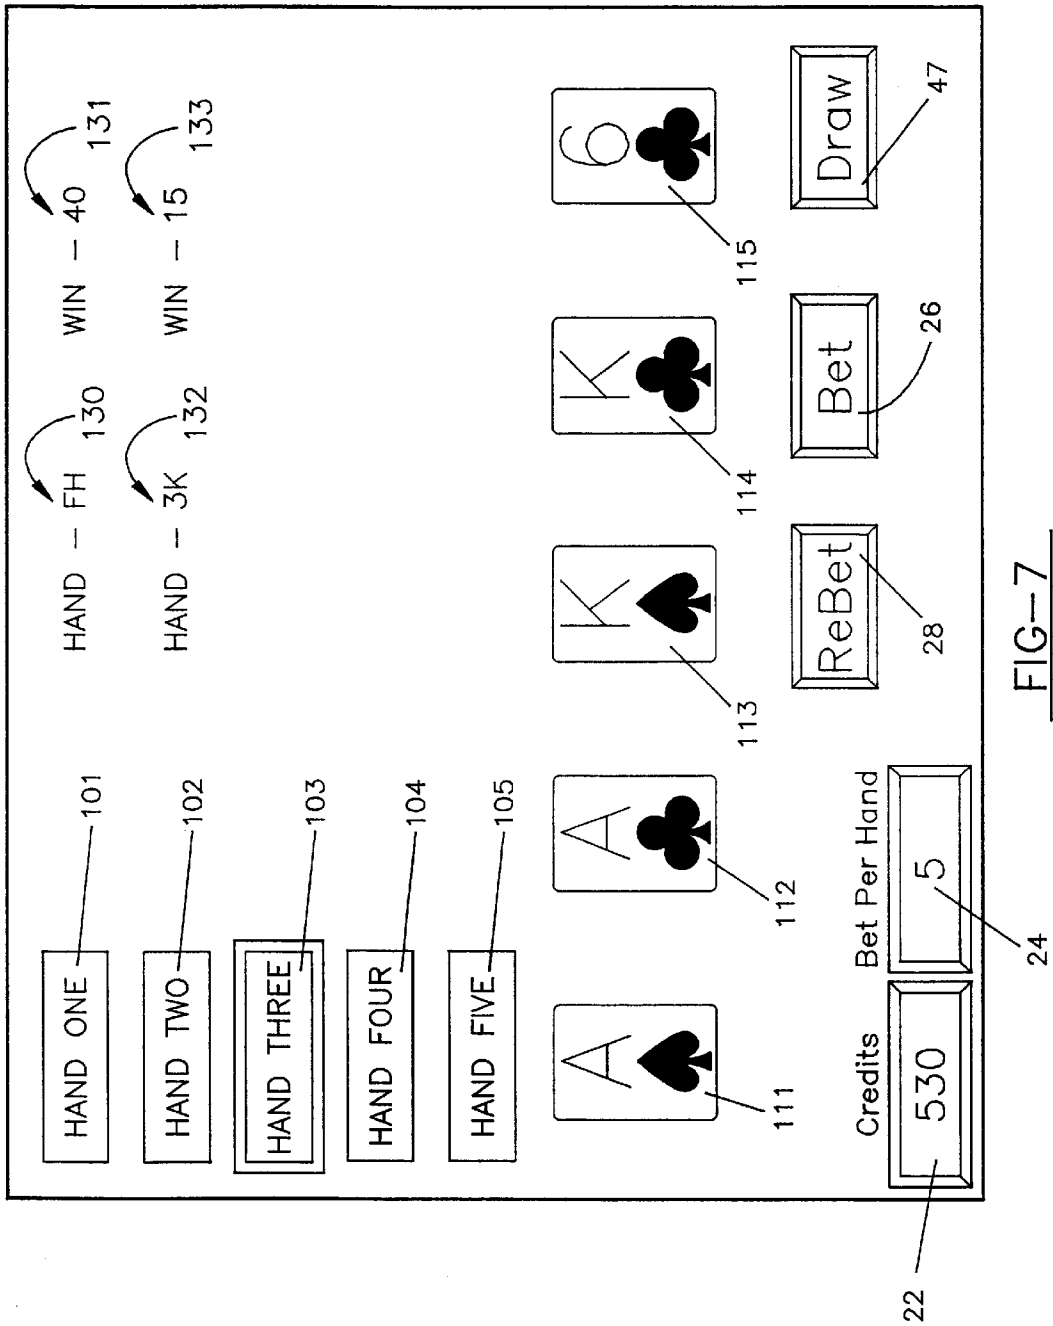 HAND ONE 101 HAND – FH 130 WIN – 40 131
HAND TWO 102 HAND – 3K 132 WIN – 15 133
HAND THREE 103
HAND FOUR 104
HAND FIVE 105
A A K K 6
111 112 113 114 115
Credits Bet Per Hand
530 5 ReBet Bet Draw
22 24 28 26 47
FIG–7